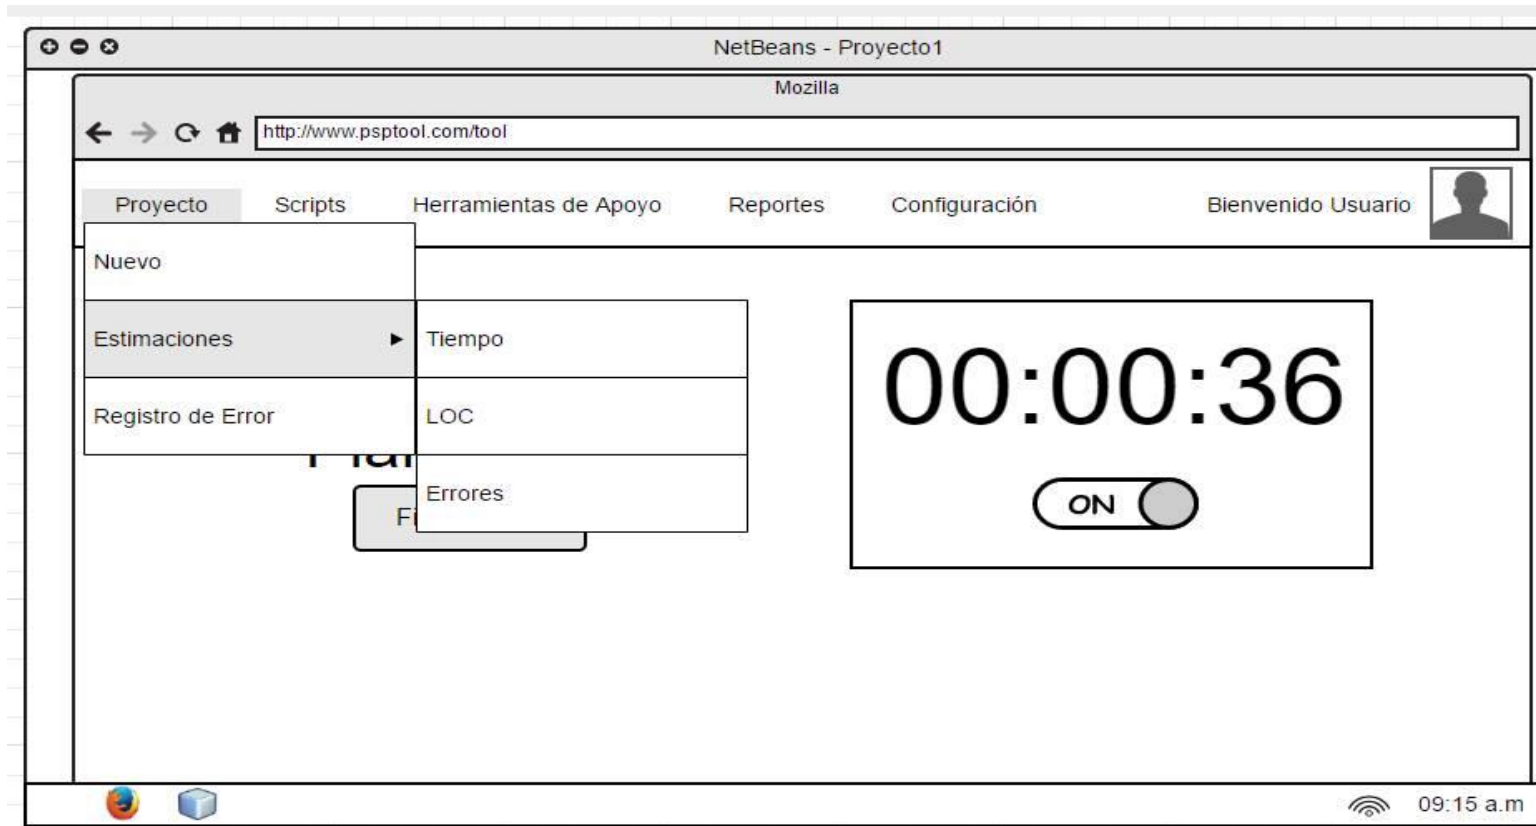 NetBeans - Proyecto1
Mozilla
http://www.psptool.com/tool
Proyecto Scripts Herramientas de Apoyo Reportes Configuración Bienvenido Usuario
Nuevo
Estimaciones
Tiempo
Registro de Error
LOC
Errores
00:00:36
ON
09:15 a.m